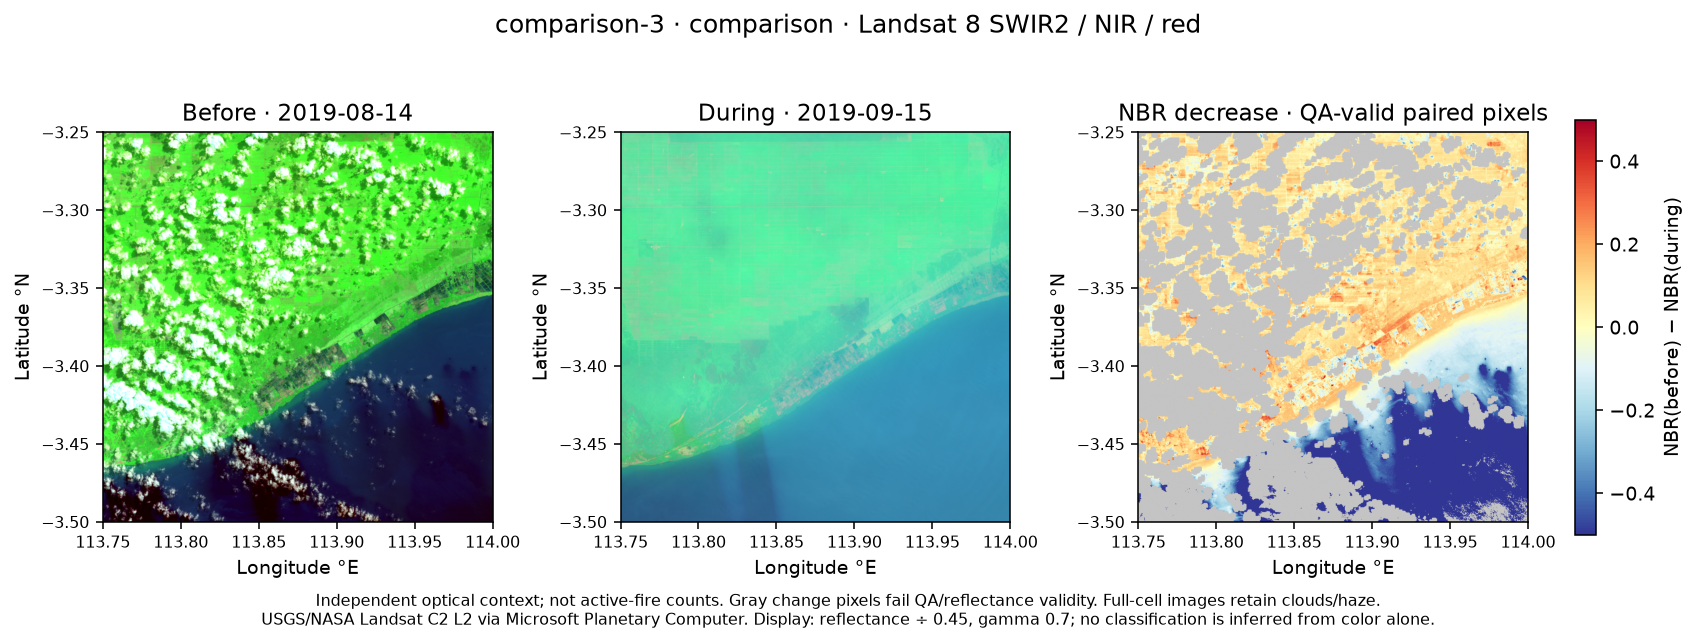 comparison-3 · comparison · Landsat 8 SWIR2 / NIR / red
Before · 2019-08-14
During · 2019-09-15
NBR decrease · QA-valid paired pixels
−3.25
−3.30
−3.35
−3.40
−3.45
−3.50
Latitude °N
113.75 113.80 113.85 113.90 113.95 114.00
Longitude °E
−3.25
−3.30
−3.35
−3.40
−3.45
−3.50
Latitude °N
113.75 113.80 113.85 113.90 113.95 114.00
Longitude °E
−3.25
−3.30
−3.35
−3.40
−3.45
−3.50
Latitude °N
113.75 113.80 113.85 113.90 113.95 114.00
Longitude °E
0.4
0.2
0.0
−0.2
−0.4
NBR(before) − NBR(during)
Independent optical context; not active-fire counts. Gray change pixels fail QA/reflectance validity. Full-cell images retain clouds/haze.
USGS/NASA Landsat C2 L2 via Microsoft Planetary Computer. Display: reflectance ÷ 0.45, gamma 0.7; no classification is inferred from color alone.